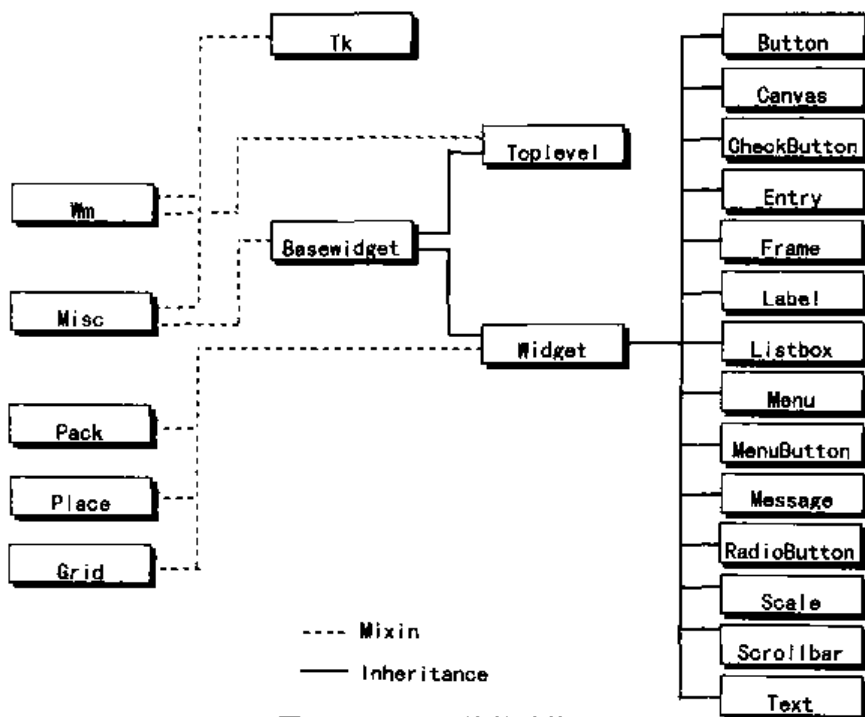 Tk
Wm
Misc
Pack
Place
Grid
Basewidget
Toplevel
Widget
Button
Canvas
CheckButton
Entry
Frame
Label
Listbox
Menu
MenuButton
Message
RadioButton
Scale
Scrollbar
Text
Mixin
Inheritance